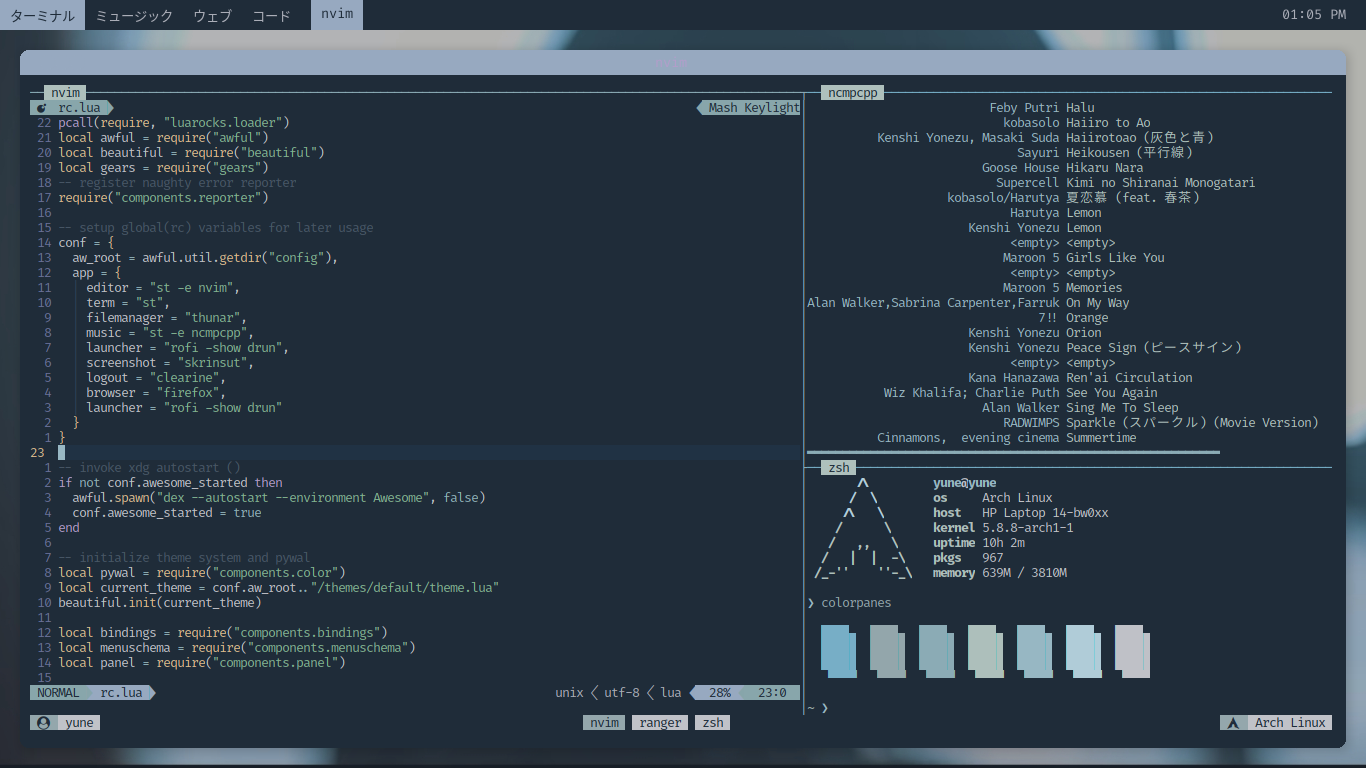 ターミナル ミュージック ウェブ コード nvim 01:05 PM
nvim
rc.lua Mash Keylight
22 pcall(require, "luarocks.loader")
21 local awful = require("awful")
20 local beautiful = require("beautiful")
19 local gears = require("gears")
18 -- register naughty error reporter
17 require("components.reporter")
16
15 -- setup global(rc) variables for later usage
14 conf = {
13 aw_root = awful.util.getdir("config"),
12 app = {
11 editor = "st -e nvim",
10 term = "st",
9 filemanager = "thunar",
8 music = "st -e ncmpcpp",
7 launcher = "rofi -show drun",
6 screenshot = "skrinsut",
5 logout = "clearine",
4 browser = "firefox",
3 launcher = "rofi -show drun"
2 }
1 }
23
1 -- invoke xdg autostart ()
2 if not conf.awesome_started then
3 awful.spawn("dex --autostart --environment Awesome", false)
4 conf.awesome_started = true
5 end
6
7 -- initialize theme system and pywal
8 local pywal = require("components.color")
9 local current_theme = conf.aw_root.."/themes/default/theme.lua"
10 beautiful.init(current_theme)
11
12 local bindings = require("components.bindings")
13 local menuschema = require("components.menuschema")
14 local panel = require("components.panel")
15
NORMAL rc.lua unix < utf-8 < lua 28% 23:0
ncmpcpp
Feby Putri Halu
kobasolo Haiiro to Ao
Kenshi Yonezu, Masaki Suda Haiirotoao (灰色と青)
Sayuri Heikousen (平行線)
Goose House Hikaru Nara
Supercell Kimi no Shiranai Monogatari
kobasolo/Harutya 夏恋慕 (feat. 春茶)
Harutya Lemon
Kenshi Yonezu Lemon
<empty> <empty>
Maroon 5 Girls Like You
<empty> <empty>
Maroon 5 Memories
Alan Walker,Sabrina Carpenter,Farruk On My Way
7!! Orange
Kenshi Yonezu Orion
Kenshi Yonezu Peace Sign (ピースサイン)
<empty> <empty>
Kana Hanazawa Ren'ai Circulation
Wiz Khalifa; Charlie Puth See You Again
Alan Walker Sing Me To Sleep
RADWIMPS Sparkle (スパークル) (Movie Version)
Cinnamons, evening cinema Summertime
zsh
yune@yune
os Arch Linux
host HP Laptop 14-bw0xx
kernel 5.8.8-arch1-1
uptime 10h 2m
pkgs 967
memory 639M / 3810M
❯ colorpanes
~ ❯
yune nvim ranger zsh Arch Linux